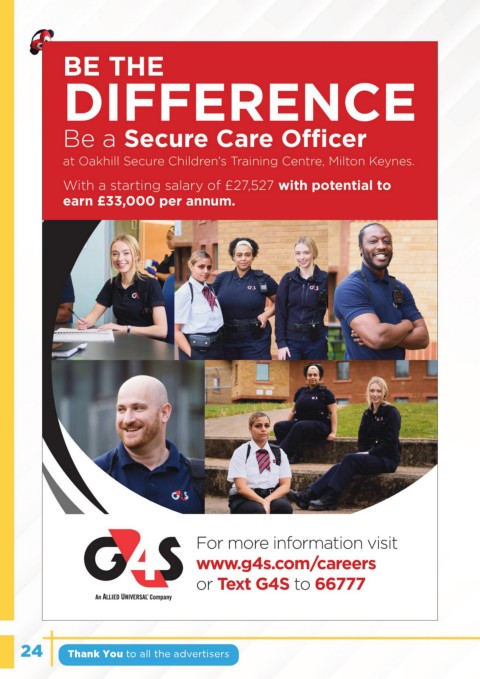 BE THE
DIFFERENCE
Be a Secure Care Officer
at Oakhill Secure Children's Training Centre, Milton Keynes.
With a starting salary of £27,527 with potential to
earn £33,000 per annum.
G4S
An ALLIED UNIVERSAL® Company
For more information visit
www.g4s.com/careers
or Text G4S to 66777
24
Thank You to all the advertisers